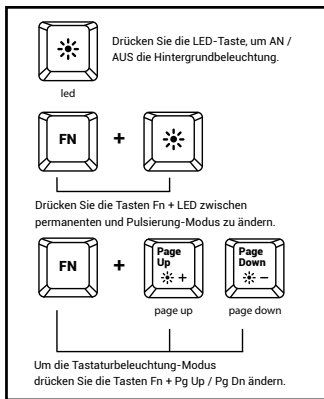 Drücken Sie die LED-Taste, um AN /
AUS die Hintergrundbeleuchtung.
led
FN + 
Drücken Sie die Tasten Fn + LED zwischen
permanenten und Pulsierung-Modus zu ändern.
FN + Page Up + Page Down −
page up page down
Um die Tastaturbeleuchtung-Modus
drücken Sie die Tasten Fn + Pg Up / Pg Dn ändern.